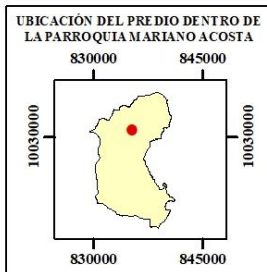 UBICACIÓN DEL PREDIO DENTRO DE
LA PARROQUIA MARIANO ACOSTA
830000 845000
10030000 10030000
830000 845000